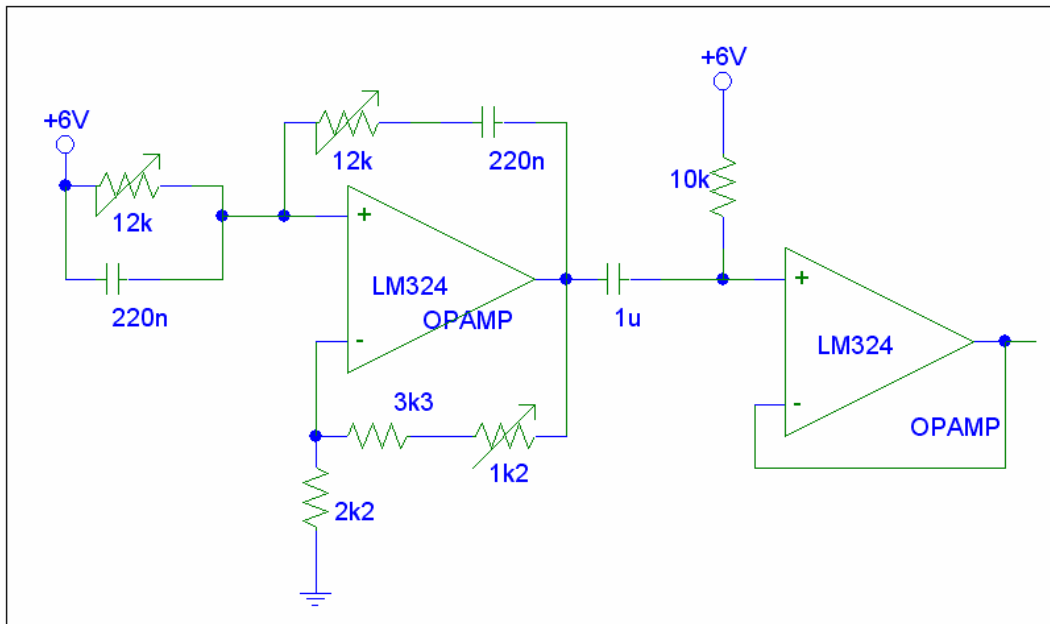 +6V
+6V
12k
220n
10k
12k
+
LM324
OPAMP
220n
1u
+
LM324
-
3k3
-
OPAMP
1k2
2k2